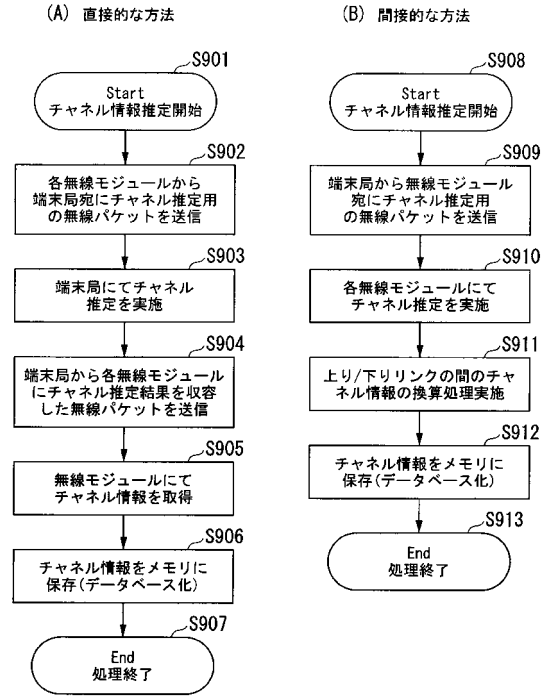 (A) 直接的な方法
S901
Start
チャネル情報推定開始
S902
各無線モジュールから
端末局宛にチャネル推定用
の無線パケットを送信
S903
端末局にてチャネル
推定を実施
S904
端末局から各無線モジュール
にチャネル推定結果を収容
した無線パケットを送信
S905
無線モジュールにて
チャネル情報を取得
S906
チャネル情報をメモリに
保存(データベース化)
S907
End
処理終了
(B) 間接的な方法
S908
Start
チャネル情報推定開始
S909
端末局から無線モジュール
宛にチャネル推定用
の無線パケットを送信
S910
各無線モジュールにて
チャネル推定を実施
S911
上り/下りリンクの間のチャ
ネル情報の換算処理実施
S912
チャネル情報をメモリに
保存(データベース化)
S913
End
処理終了